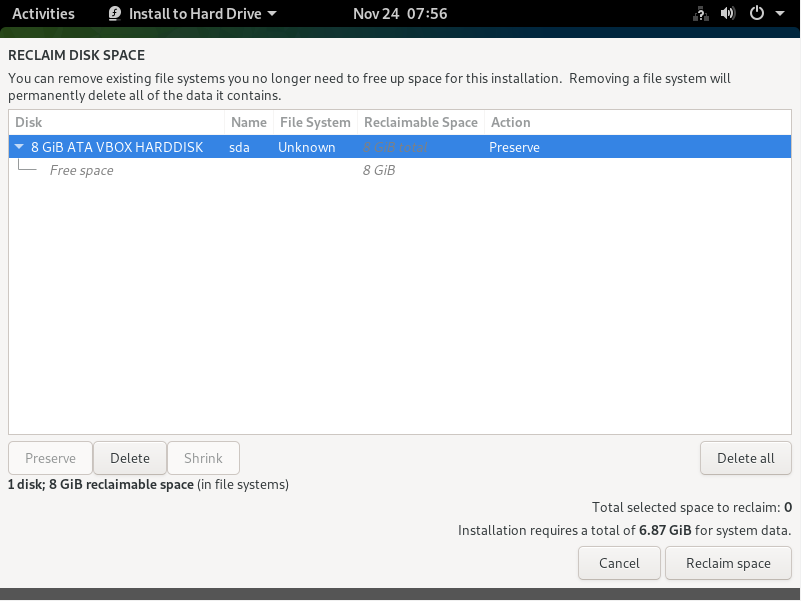 Activities Install to Hard Drive Nov 24 07:56
RECLAIM DISK SPACE
You can remove existing file systems you no longer need to free up space for this installation. Removing a file system will
permanently delete all of the data it contains.
Disk Name File System Reclaimable Space Action
8 GiB ATA VBOX HARDDISK sda Unknown 8 GiB total Preserve
Free space 8 GiB
Preserve Delete Shrink Delete all
1 disk; 8 GiB reclaimable space (in file systems)
Total selected space to reclaim: 0
Installation requires a total of 6.87 GiB for system data.
Cancel Reclaim space